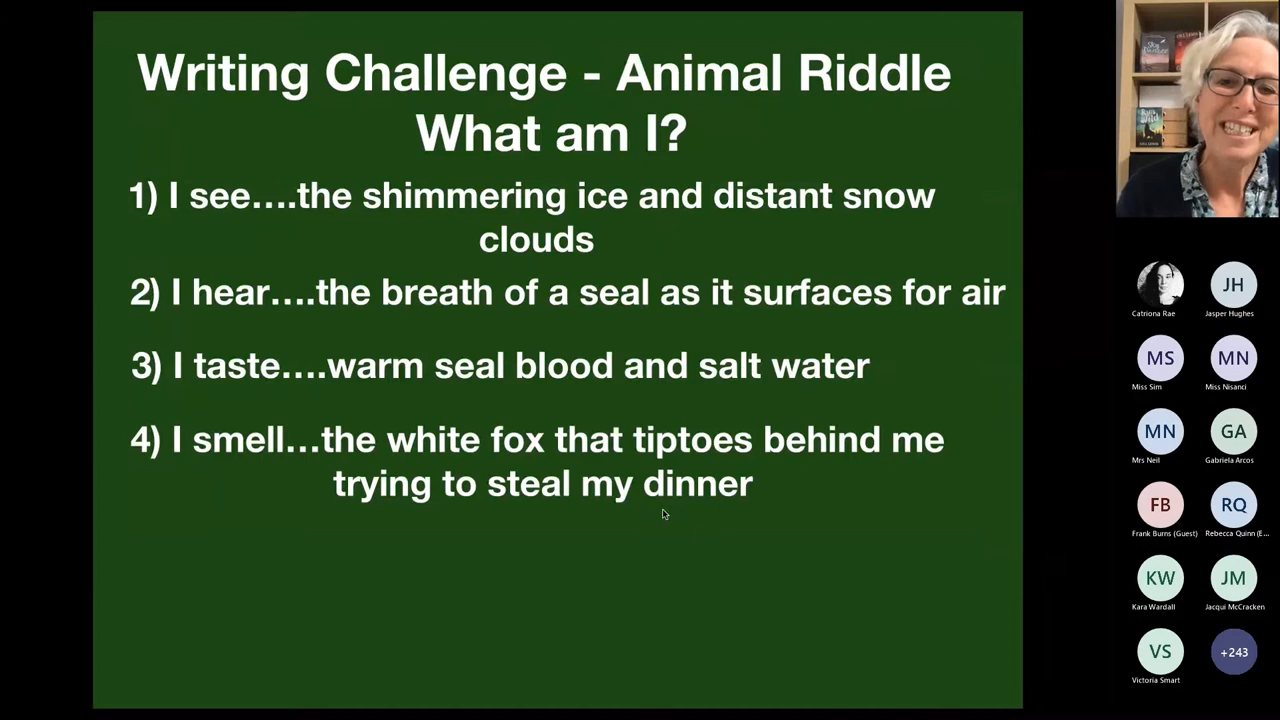 Writing Challenge - Animal Riddle
What am I?
1) I see....the shimmering ice and distant snow
clouds
2) I hear....the breath of a seal as it surfaces for air
3) I taste....warm seal blood and salt water
4) I smell...the white fox that tiptoes behind me
trying to steal my dinner
Catriona Rae
JH
Jasper Hughes
MS
Miss Sim
MN
Miss Nisanci
MN
Mrs Neil
GA
Gabriela Arcos
FB
Frank Burns (Guest)
RQ
Rebecca Quinn (E...
KW
Kara Wardall
JM
Jacqui McCracken
VS
Victoria Smart
+243